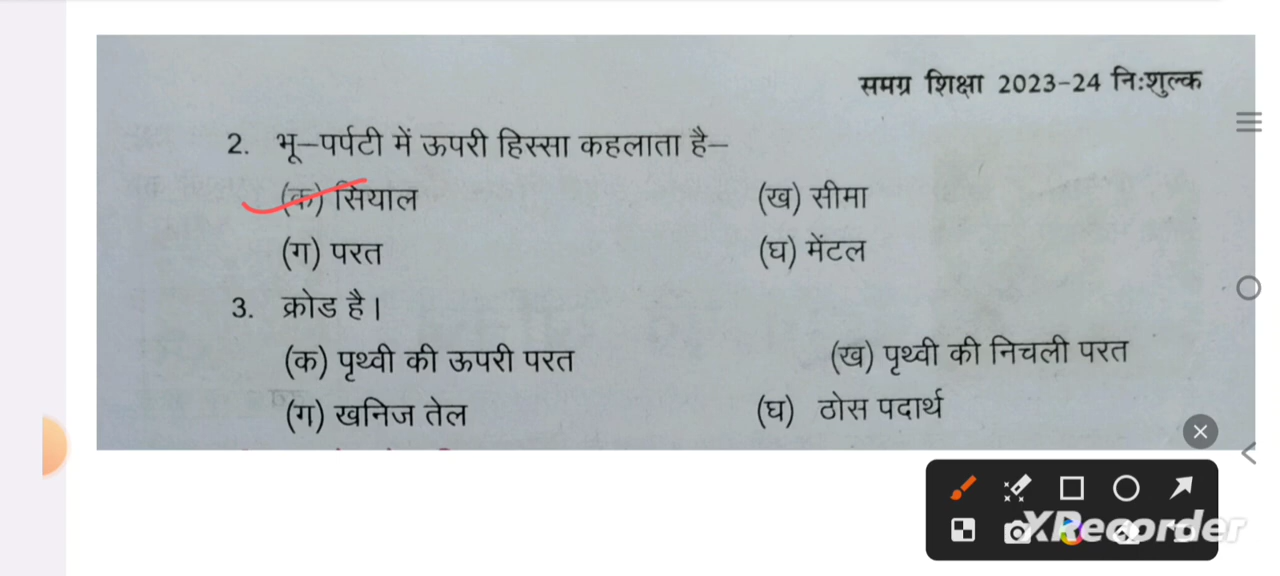 समग्र शिक्षा 2023-24 निःशुल्क
2. भू-पर्पटी में ऊपरी हिस्सा कहलाता है-
(क) सियाल (ख) सीमा
(ग) परत (घ) मेंटल
3. क्रोड है।
(क) पृथ्वी की ऊपरी परत (ख) पृथ्वी की निचली परत
(ग) खनिज तेल (घ) ठोस पदार्थ
XRecorder